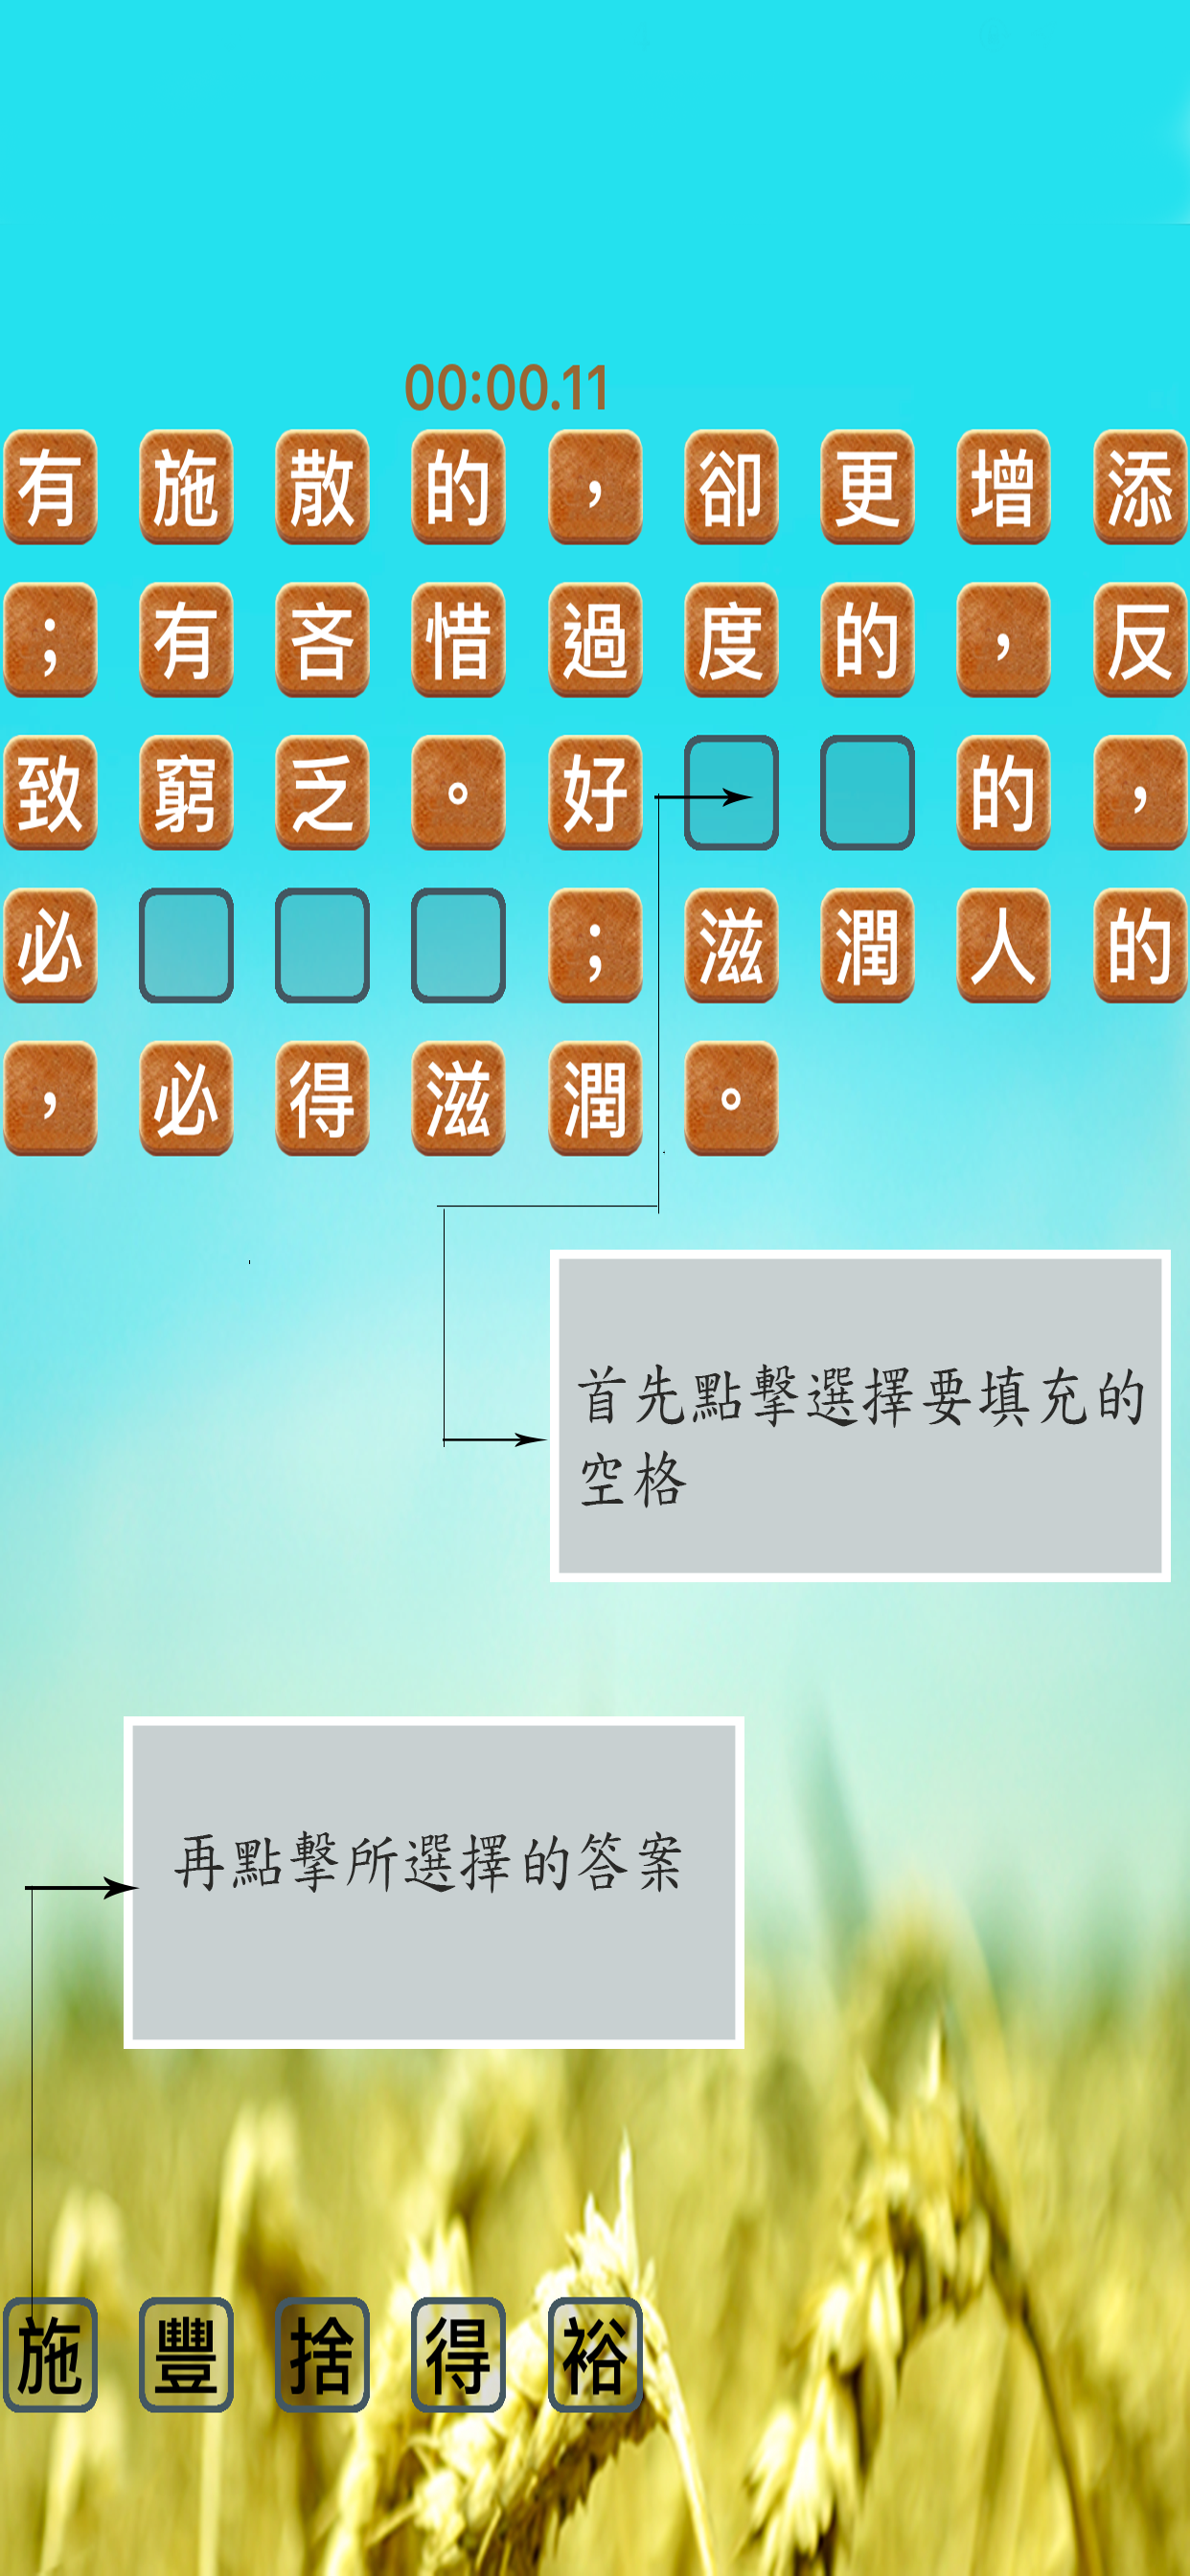 00:00.11
有施散的，卻更增添
；有吝惜過度的，反
致窮乏。好的，
必；滋潤人的
，必得滋潤。
首先點擊選擇要填充的
空格
再點擊所選擇的答案
施豐捨得裕